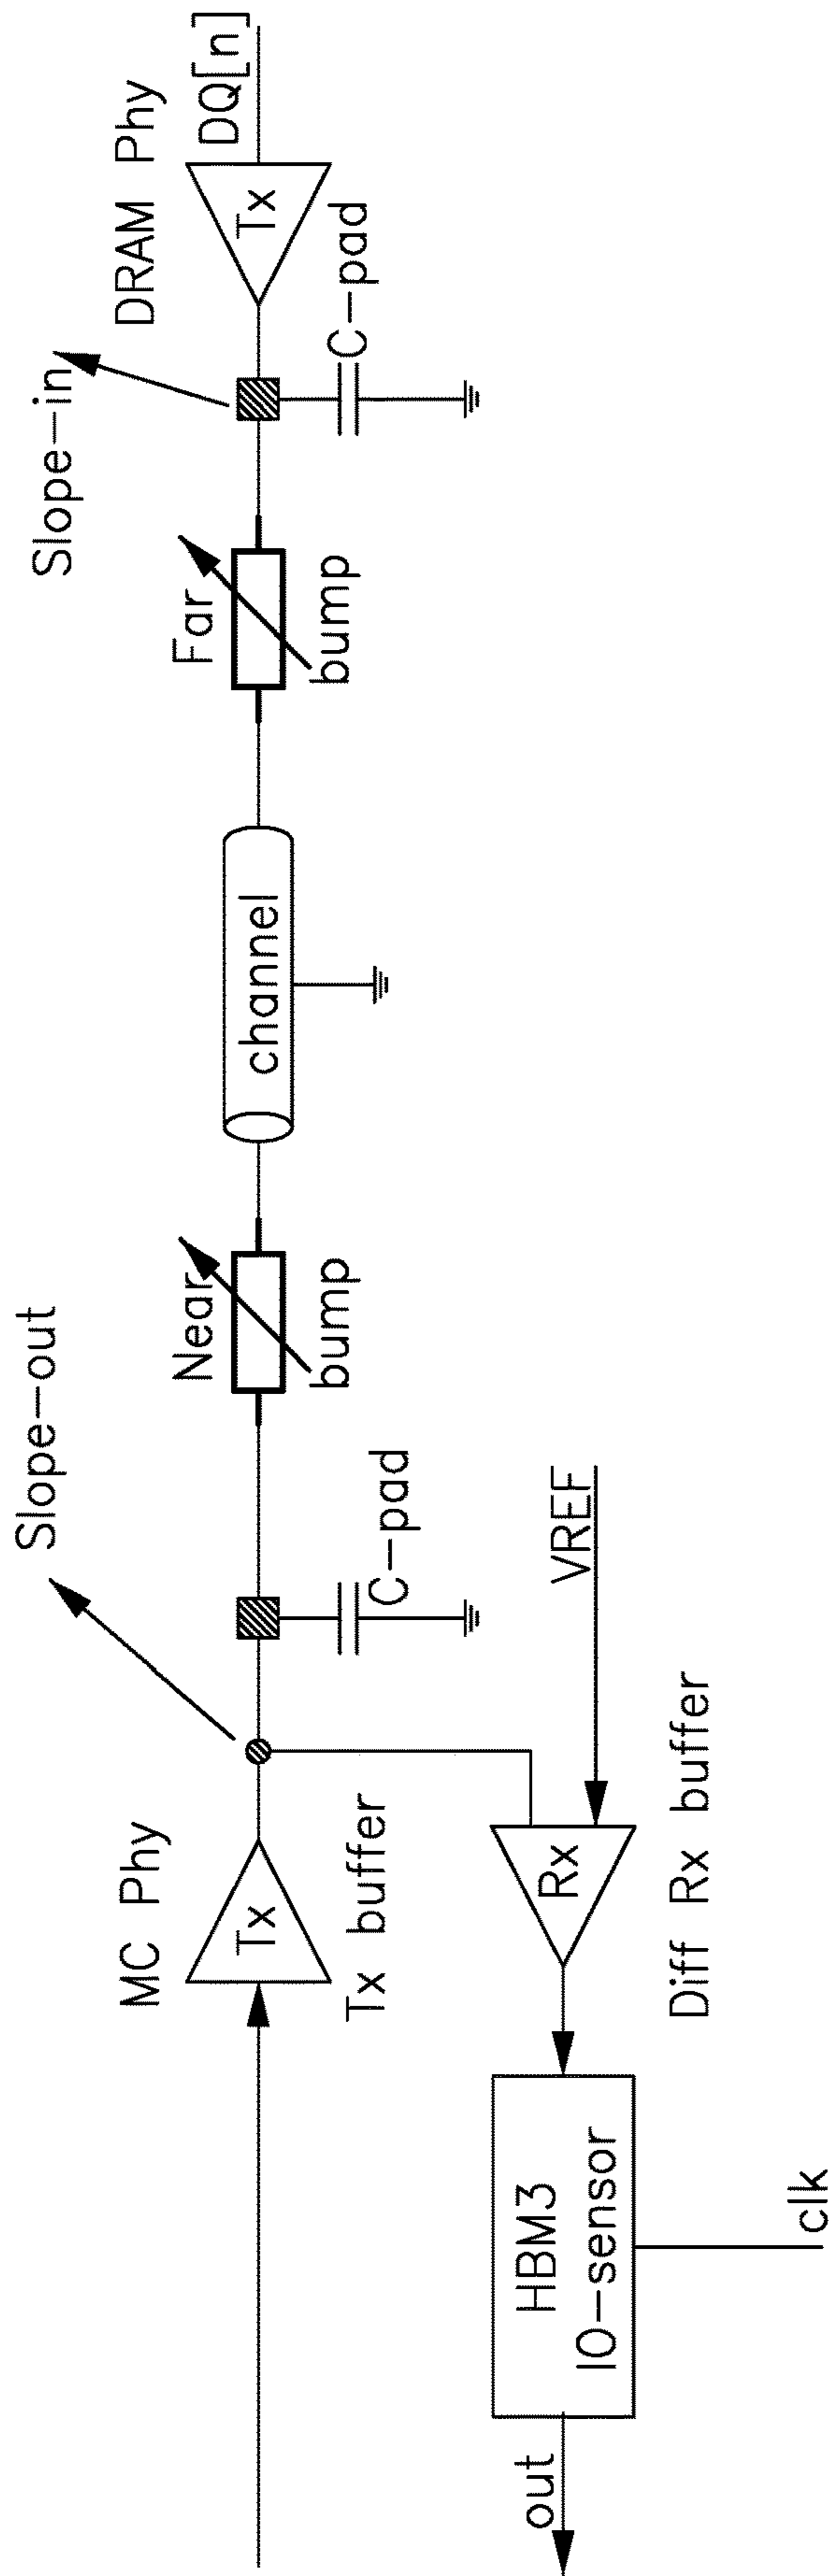 Slope-out
Slope-in
MC Phy
Near
Far
DRAM Phy
Tx
channel
Tx
DQ[n]
Tx buffer
C-pad
bump
bump
C-pad
VREF
out
HBM3
IO-sensor
Rx
Diff Rx buffer
clk